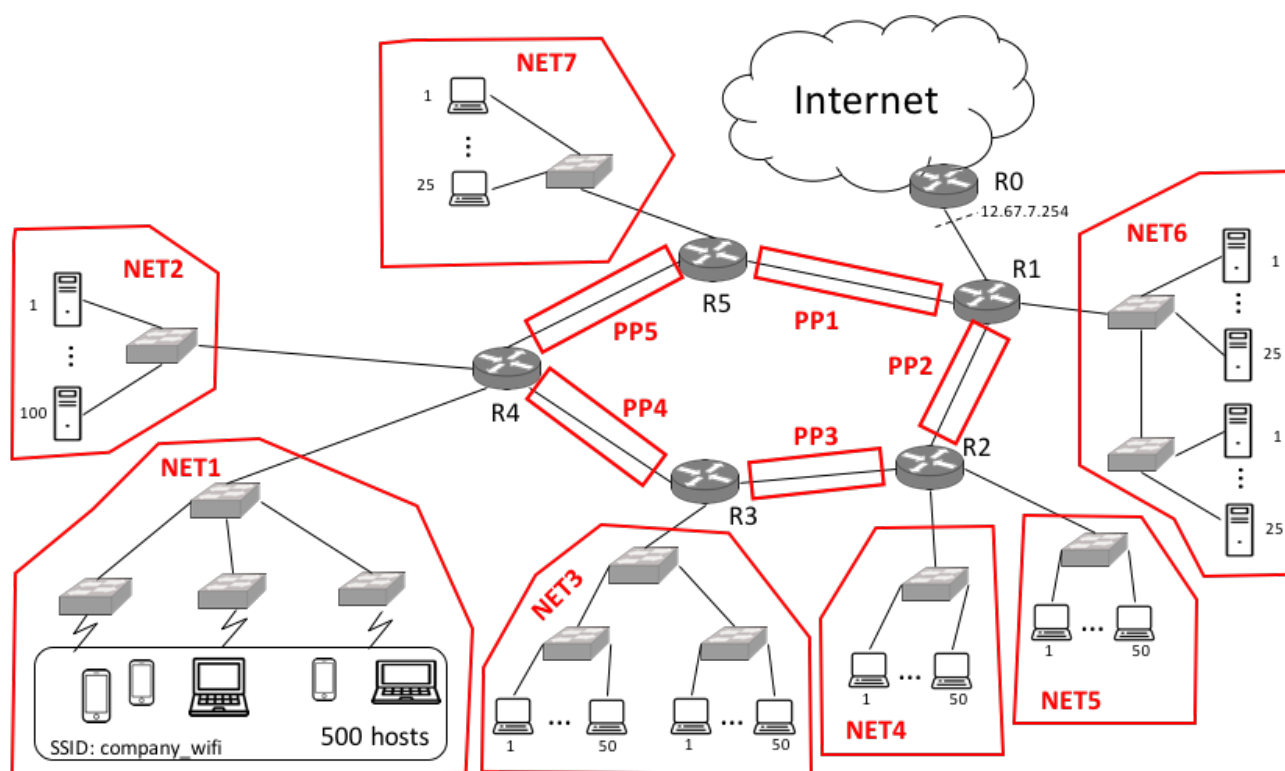 NET7
1
⋮
25
Internet
R0
12.67.7.254
NET6
1
⋮
25
1
⋮
25
NET2
1
⋮
100
R5
R1
PP5
PP1
PP2
R4
PP4
PP3
R2
R3
NET1
SSID: company_wifi
500 hosts
NET3
1
...
50
1
...
50
1
...
50
NET4
1
...
50
NET5